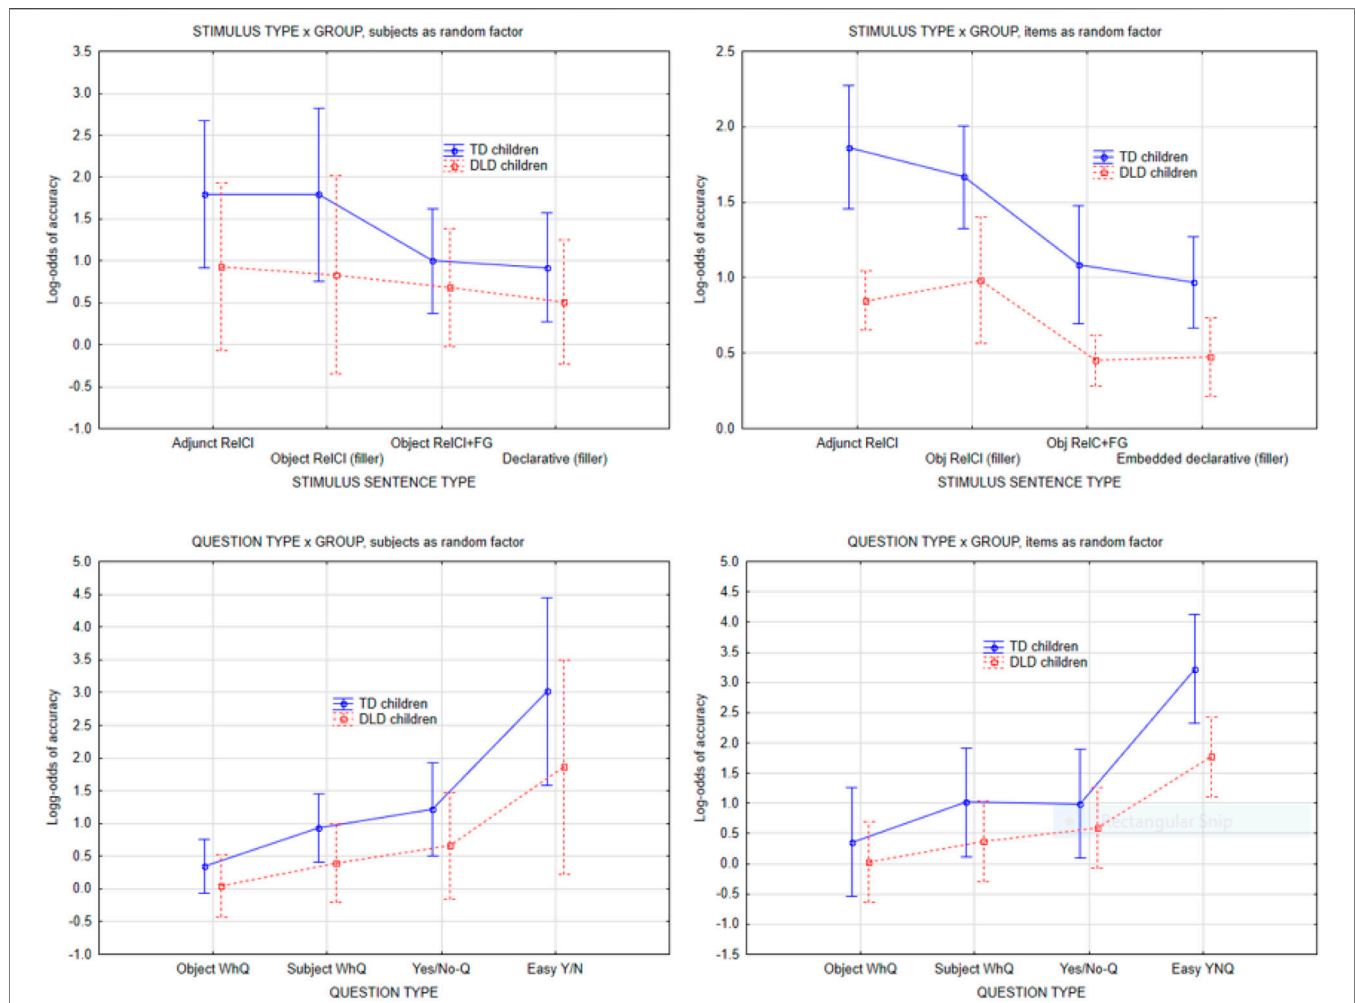 STIMULUS TYPE x GROUP, subjects as random factor
3.5
3.0
2.5
2.0
1.5
1.0
0.5
0.0
-0.5
-1.0
Log-odds of accuracy
TD children
DLD children
Adjunct RelCl
Object RelCl+FG
Object RelCl (filler)
Declarative (filler)
STIMULUS SENTENCE TYPE
STIMULUS TYPE x GROUP, items as random factor
2.5
2.0
1.5
1.0
0.5
0.0
Log-odds of accuracy
TD children
DLD children
Adjunct RelCl
Obj RelC+FG
Obj RelCl (filler)
Embedded declarative (filler)
STIMULUS SENTENCE TYPE
QUESTION TYPE x GROUP, subjects as random factor
5.0
4.5
4.0
3.5
3.0
2.5
2.0
1.5
1.0
0.5
0.0
-0.5
-1.0
Logg-odds of accuracy
TD children
DLD children
Object WhQ
Subject WhQ
Yes/No-Q
Easy Y/N
QUESTION TYPE
QUESTION TYPE x GROUP, items as random factor
5.0
4.5
4.0
3.5
3.0
2.5
2.0
1.5
1.0
0.5
0.0
-0.5
-1.0
-1.5
Log-odds of accuracy
TD children
DLD children
Rectangular Snip
Object WhQ
Subject WhQ
Yes/No-Q
Easy YNQ
QUESTION TYPE